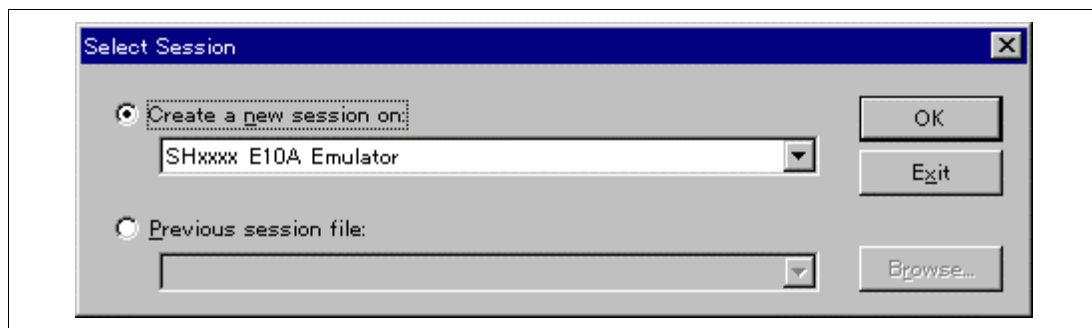 Select Session
Create a new session on:
OK
SHxxxx E10A Emulator
Exit
Previous session file:
Browse...